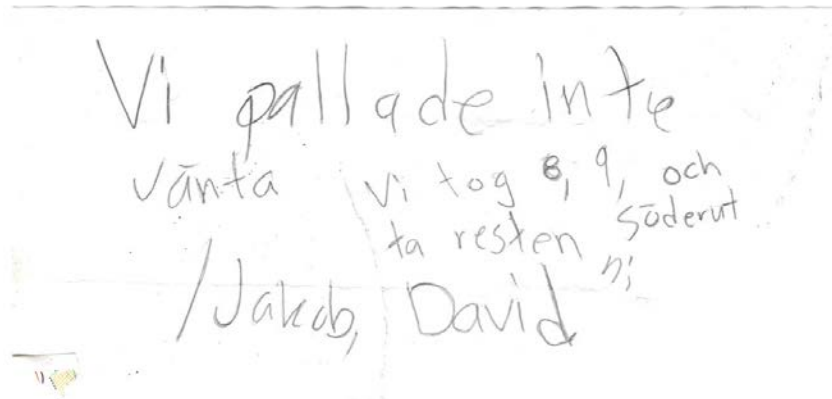 Vi pallade inte
vänta vi tog 8, 9, och
ta resten söderut
ni
/Jakob, David